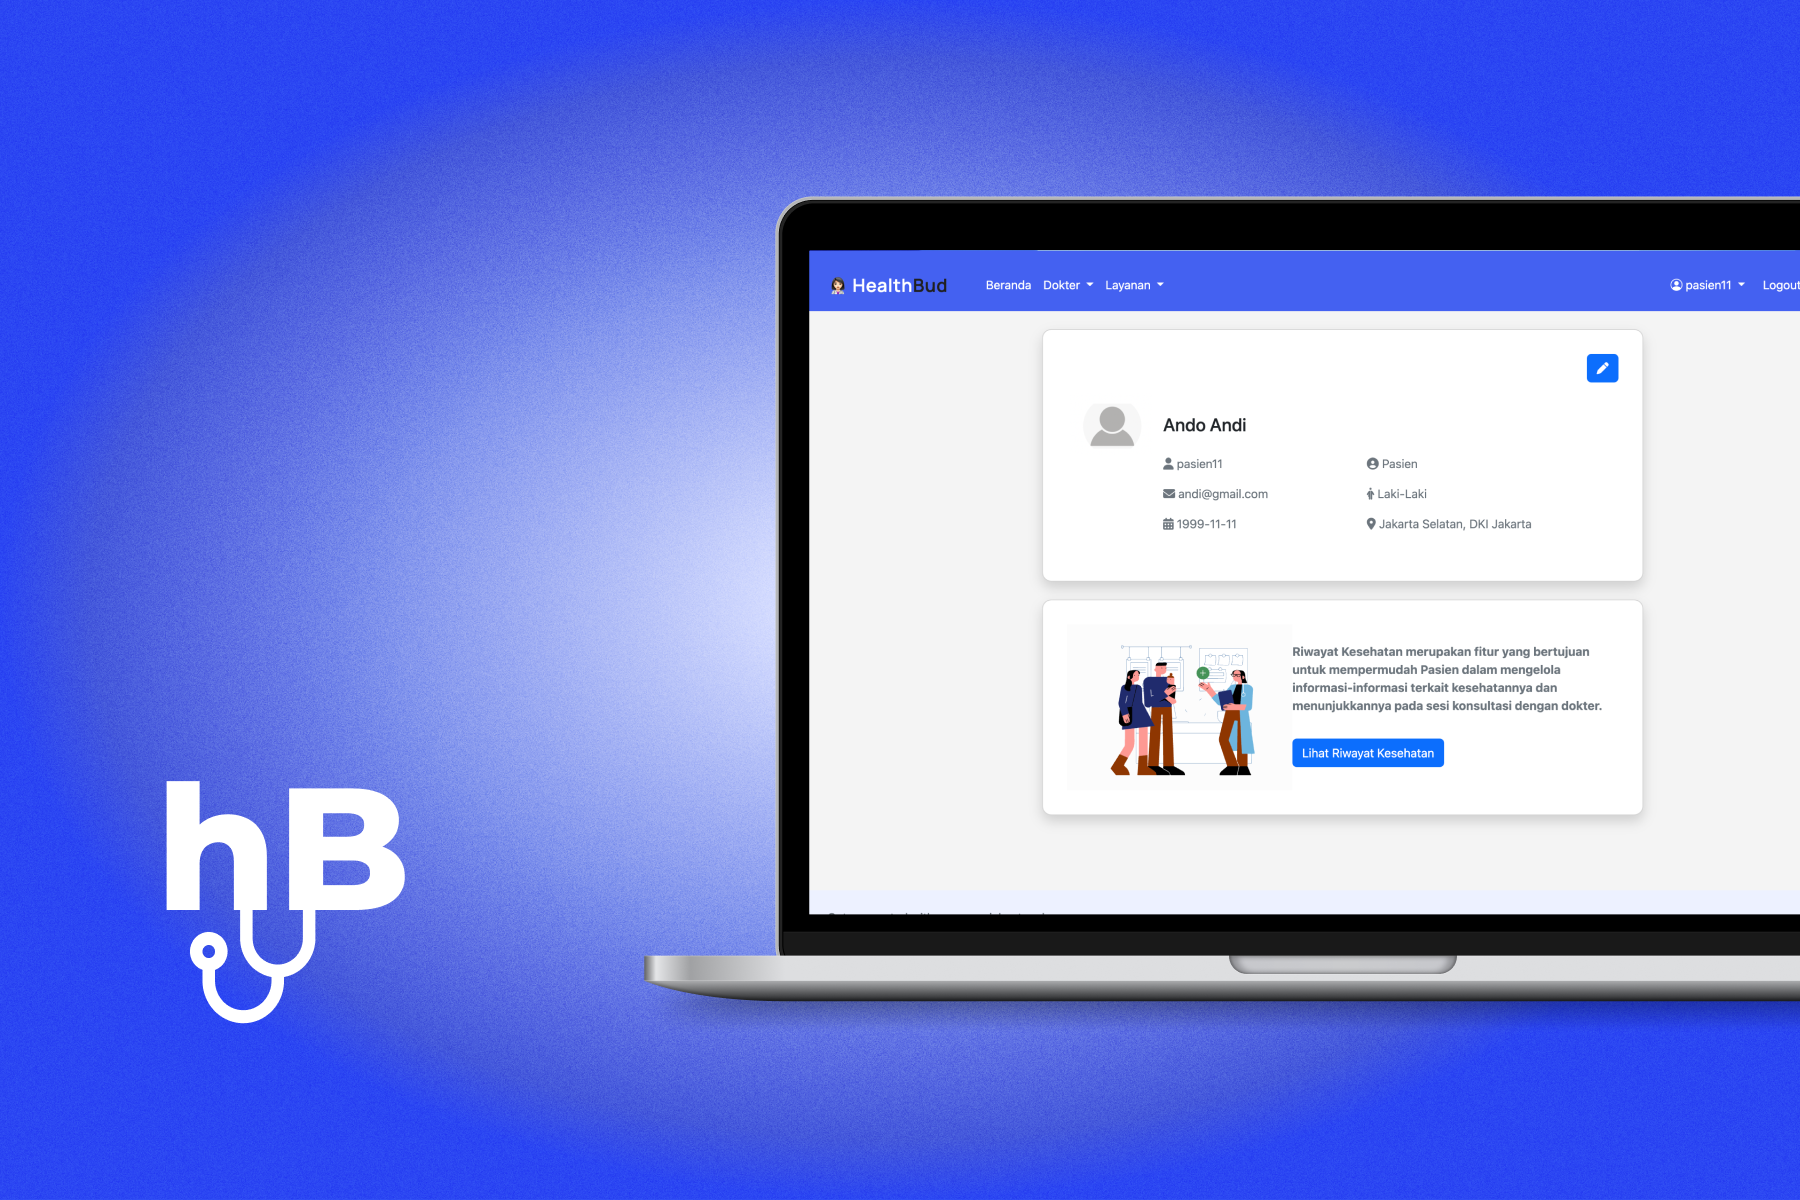 HealthBud
Beranda
Dokter
Layanan
pasien11
Logout
Ando Andi
pasien11
Pasien
andi@gmail.com
Laki-Laki
1999-11-11
Jakarta Selatan, DKI Jakarta
Riwayat Kesehatan merupakan fitur yang bertujuan
untuk mempermudah Pasien dalam mengelola
informasi-informasi terkait kesehatannya dan
menunjukkannya pada sesi konsultasi dengan dokter.
Lihat Riwayat Kesehatan
hB